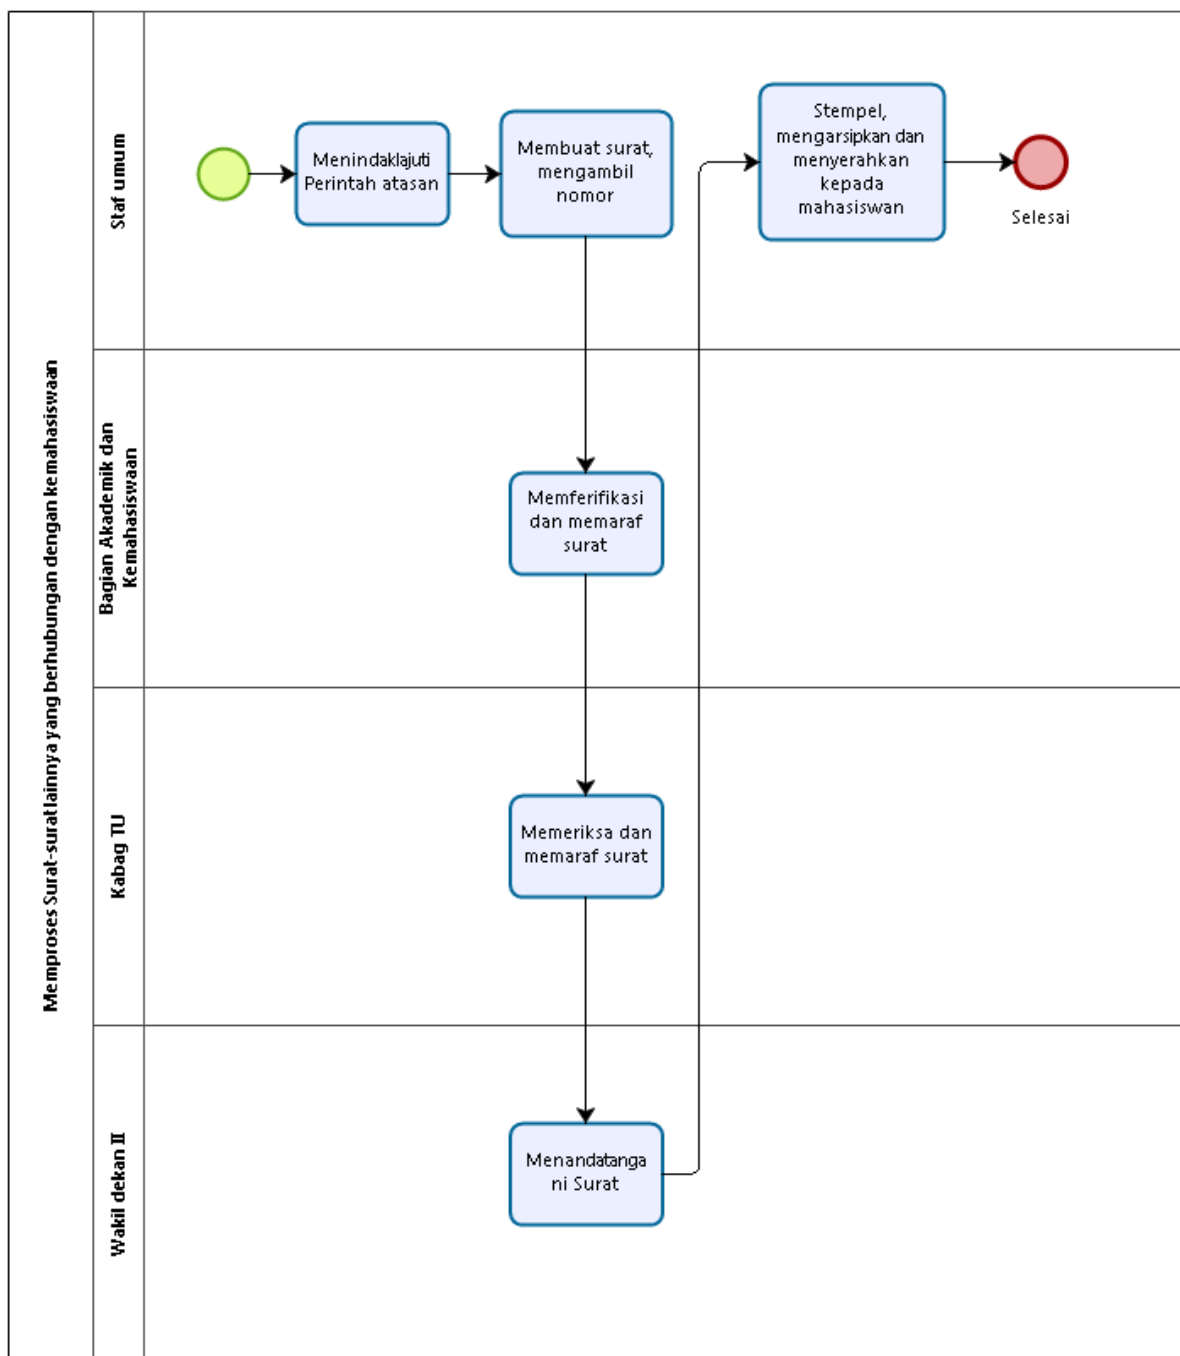 Memproses Surat-surat lainnya yang berhubungan dengan kemahasiswaan
Staf umum
Menindaklajuti
Perintah atasan
Membuat surat,
mengambil
nomor
Stempel,
mengarsipkan dan
menyerahkan
kepada
mahasiswan
Selesai
Bagian Akademik dan
Kemahasiswaan
Memferifikasi
dan memaraf
surat
Kabag TU
Memeriksa dan
memaraf surat
Wakil dekan II
Menandatanga
ni Surat